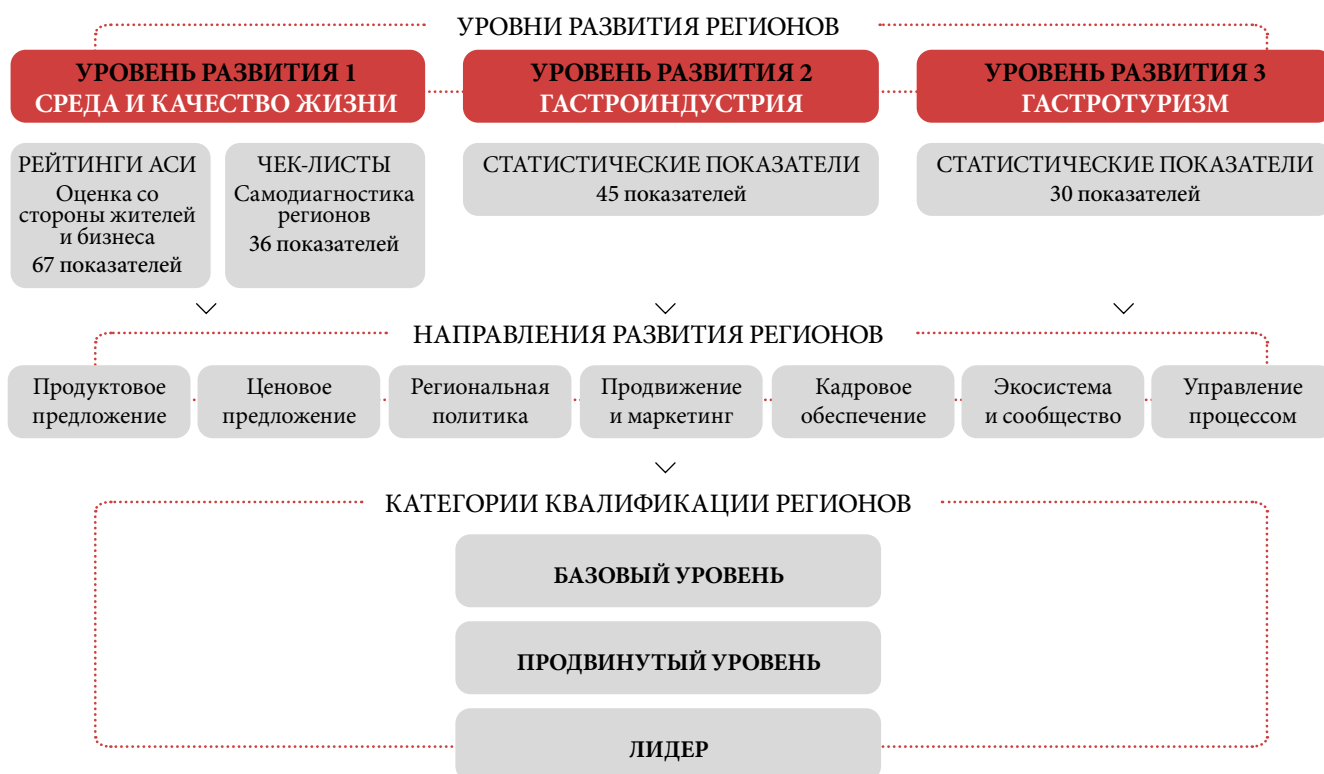 УРОВНИ РАЗВИТИЯ РЕГИОНОВ
УРОВЕНЬ РАЗВИТИЯ 1
СРЕДА И КАЧЕСТВО ЖИЗНИ
УРОВЕНЬ РАЗВИТИЯ 2
ГАСТРОИНДУСТРИЯ
УРОВЕНЬ РАЗВИТИЯ 3
ГАСТРОТУРИЗМ
РЕЙТИНГИ АСИ
Оценка со
стороны жителей
и бизнеса
67 показателей
ЧЕК-ЛИСТЫ
Самодиагностика
регионов
36 показателей
СТАТИСТИЧЕСКИЕ ПОКАЗАТЕЛИ
45 показателей
СТАТИСТИЧЕСКИЕ ПОКАЗАТЕЛИ
30 показателей
НАПРАВЛЕНИЯ РАЗВИТИЯ РЕГИОНОВ
Продуктовое
предложение
Ценовое
предложение
Региональная
политика
Продвижение
и маркетинг
Кадровое
обеспечение
Экосистема
и сообщество
Управление
процессом
КАТЕГОРИИ КВАЛИФИКАЦИИ РЕГИОНОВ
БАЗОВЫЙ УРОВЕНЬ
ПРОДВИНУТЫЙ УРОВЕНЬ
ЛИДЕР